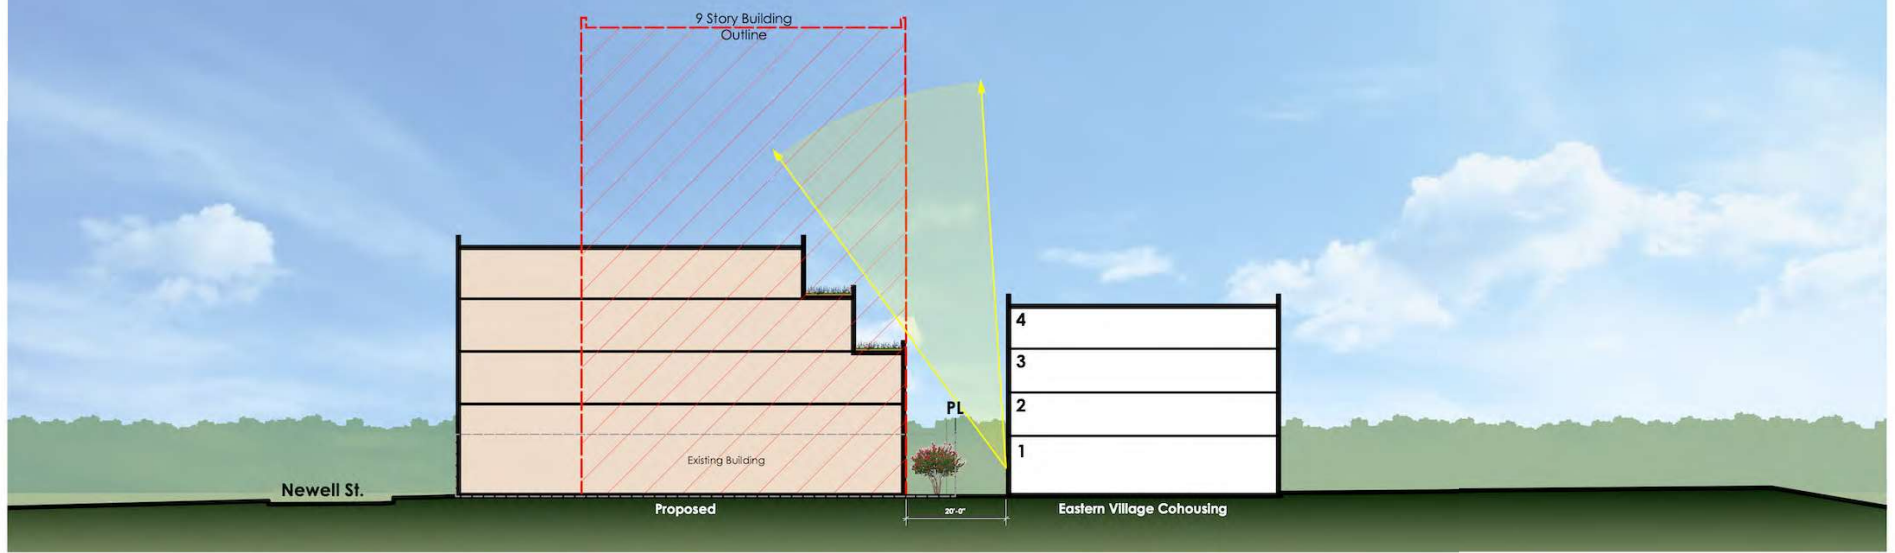 9 Story Building
Outline
4
3
2
1
PL
Existing Building
Newell St.
Proposed
20'-0"
Eastern Village Cohousing